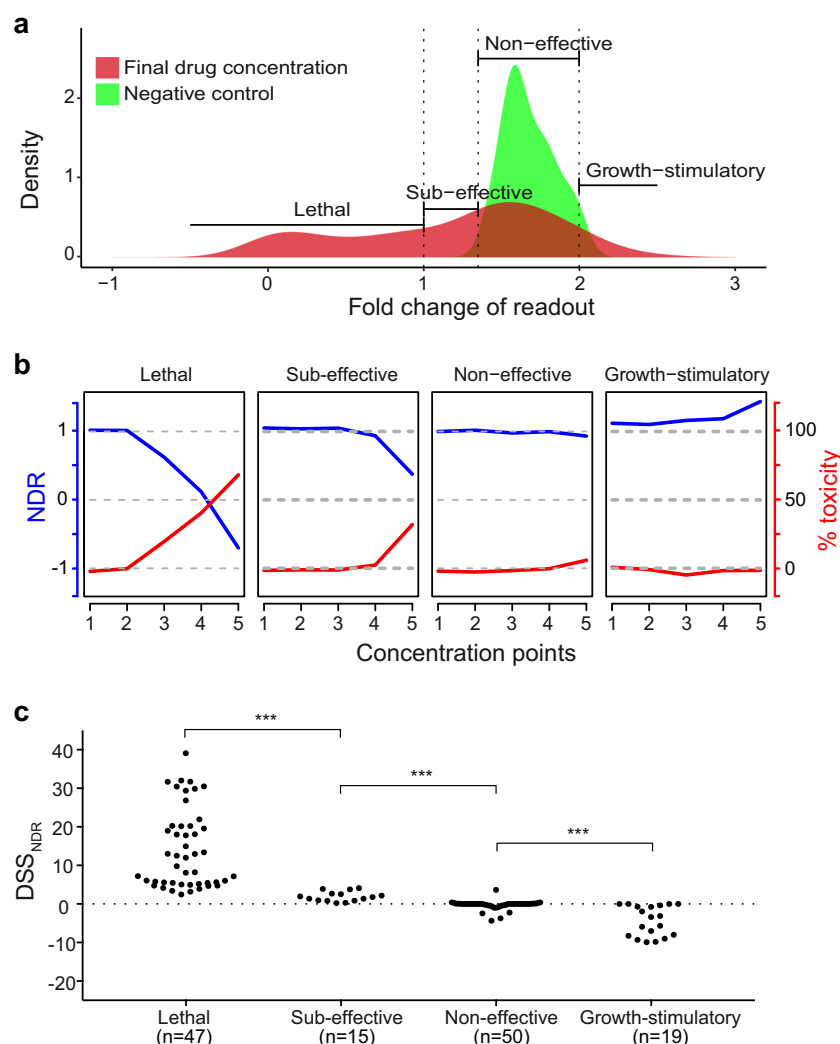 a
Non−effective
Final drug concentration
Negative control
2
1
0
Density
Growth−stimulatory
Sub−effective
Lethal
−1 0 1 2 3
Fold change of readout
b
Lethal Sub-effective Non−effective Growth−stimulatory
1
0
-1
NDR
100
50
0
% toxicity
1 2 3 4 5 1 2 3 4 5 1 2 3 4 5 1 2 3 4 5
Concentration points
c
***
***
***
40
30
20
10
0
-10
-20
DSSNDR
Lethal Sub-effective Non-effective Growth-stimulatory
(n=47) (n=15) (n=50) (n=19)